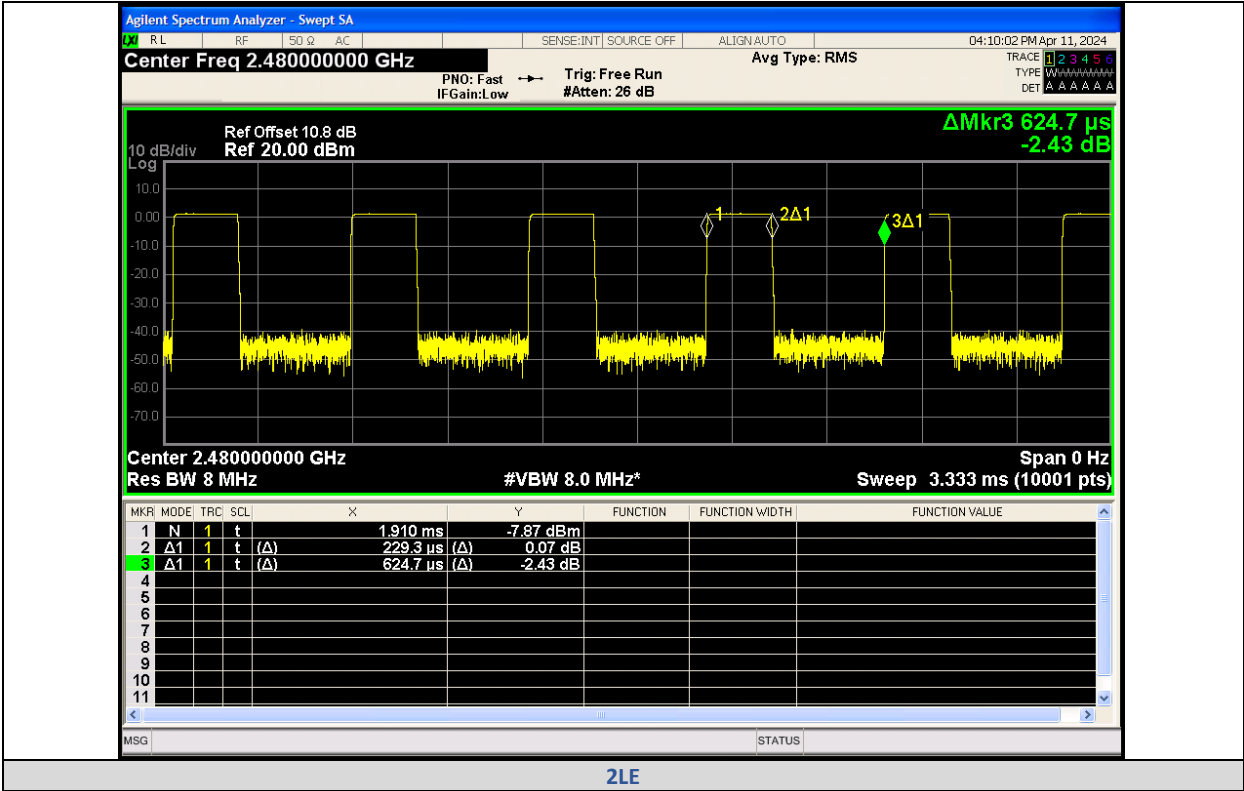 Agilent Spectrum Analyzer - Swept SA
LXI RL RF 50 Ω AC SENSE:INT SOURCE OFF ALIGN AUTO 04:10:02 PM Apr 11, 2024
Center Freq 2.480000000 GHz
Avg Type: RMS
TRACE 1 2 3 4 5 6
PNO: Fast
Trig: Free Run
TYPE WWWWWW
IFGain:Low
#Atten: 26 dB
DET A A A A A A
ΔMkr3 624.7 µs
-2.43 dB
Ref Offset 10.8 dB
10 dB/div Ref 20.00 dBm
Log
10.0
0.00
-10.0
-20.0
-30.0
-40.0
-50.0
-60.0
-70.0
1
2Δ1
3Δ1
Center 2.480000000 GHz Span 0 Hz
Res BW 8 MHz #VBW 8.0 MHz* Sweep 3.333 ms (10001 pts)
MKR MODE TRC SCL X Y FUNCTION FUNCTION WIDTH FUNCTION VALUE
1 N 1 t 1.910 ms -7.87 dBm
2 Δ1 1 t (Δ) 229.3 µs (Δ) 0.07 dB
3 Δ1 1 t (Δ) 624.7 µs (Δ) -2.43 dB
4
5
6
7
8
9
10
11
MSG STATUS
2LE